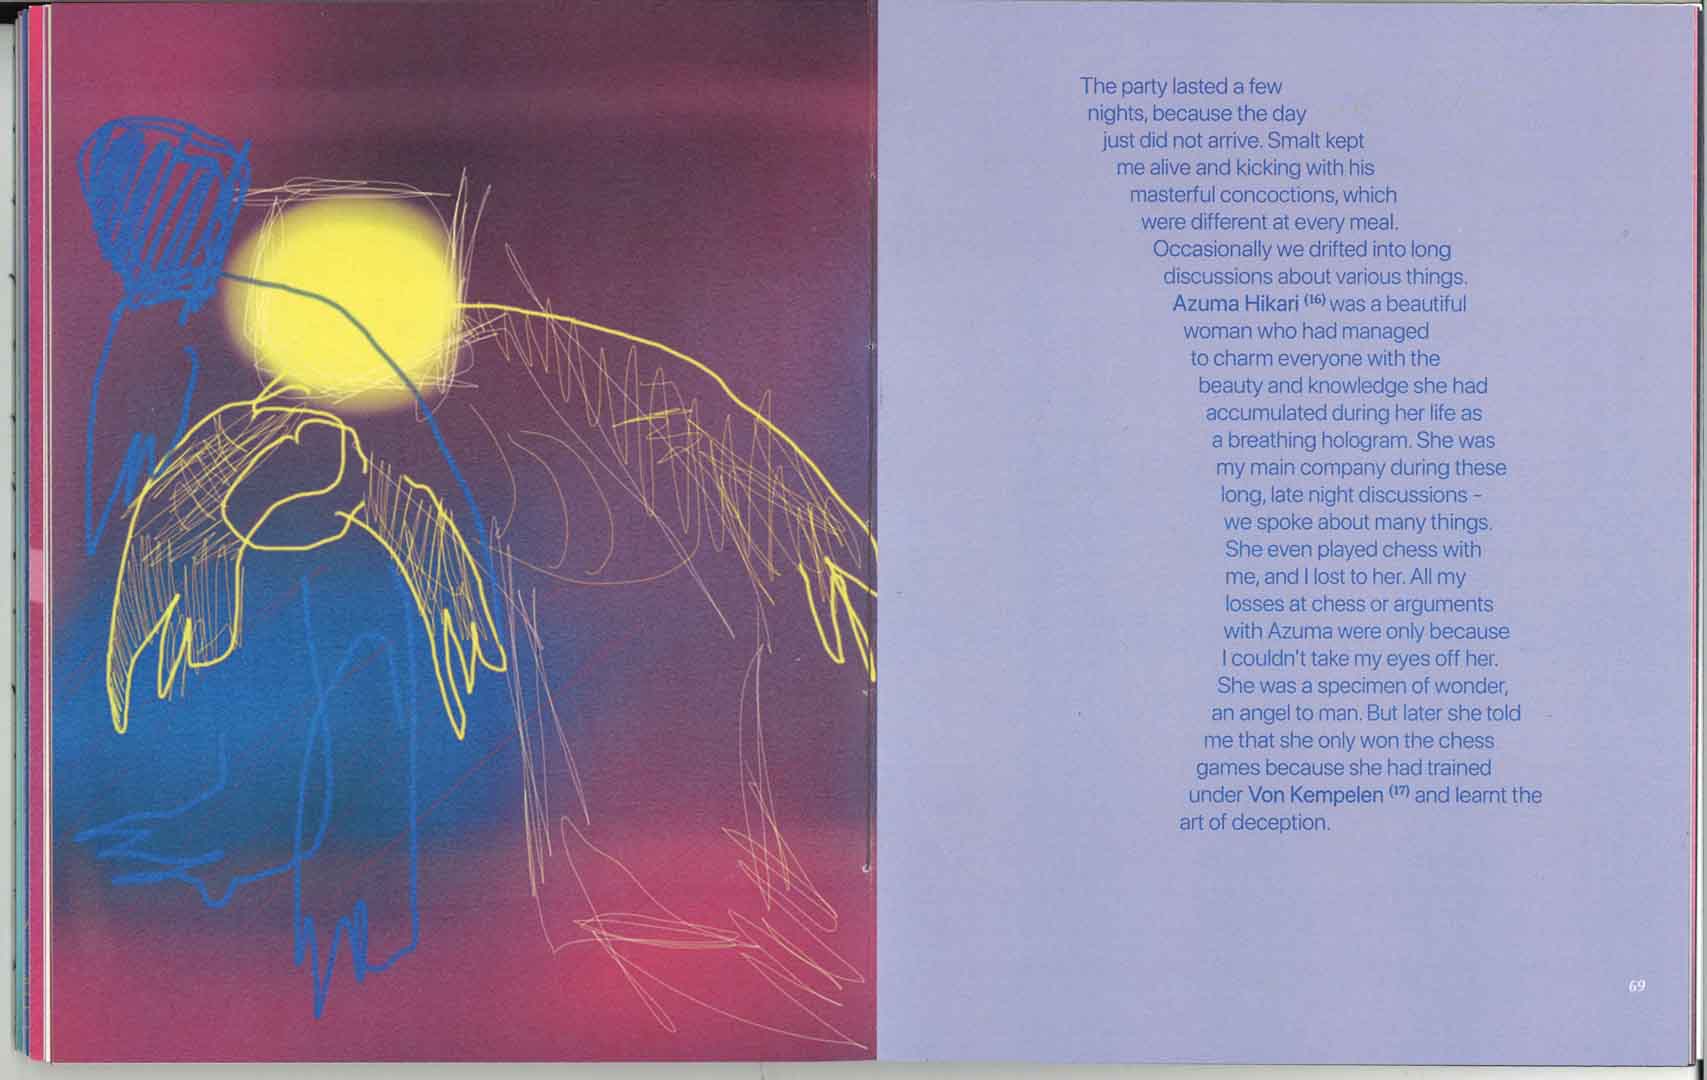 The party lasted a few
nights, because the day
just did not arrive. Smalt kept
me alive and kicking with his
masterful concoctions, which
were different at every meal.
Occasionally we drifted into long
discussions about various things.
Azuma Hikari (16) was a beautiful
woman who had managed
to charm everyone with the
beauty and knowledge she had
accumulated during her life as
a breathing hologram. She was
my main company during these
long, late night discussions -
we spoke about many things.
She even played chess with
me, and I lost to her. All my
losses at chess or arguments
with Azuma were only because
I couldn't take my eyes off her.
She was a specimen of wonder,
an angel to man. But later she told
me that she only won the chess
games because she had trained
under Von Kempelen (17) and learnt the
art of deception.
69